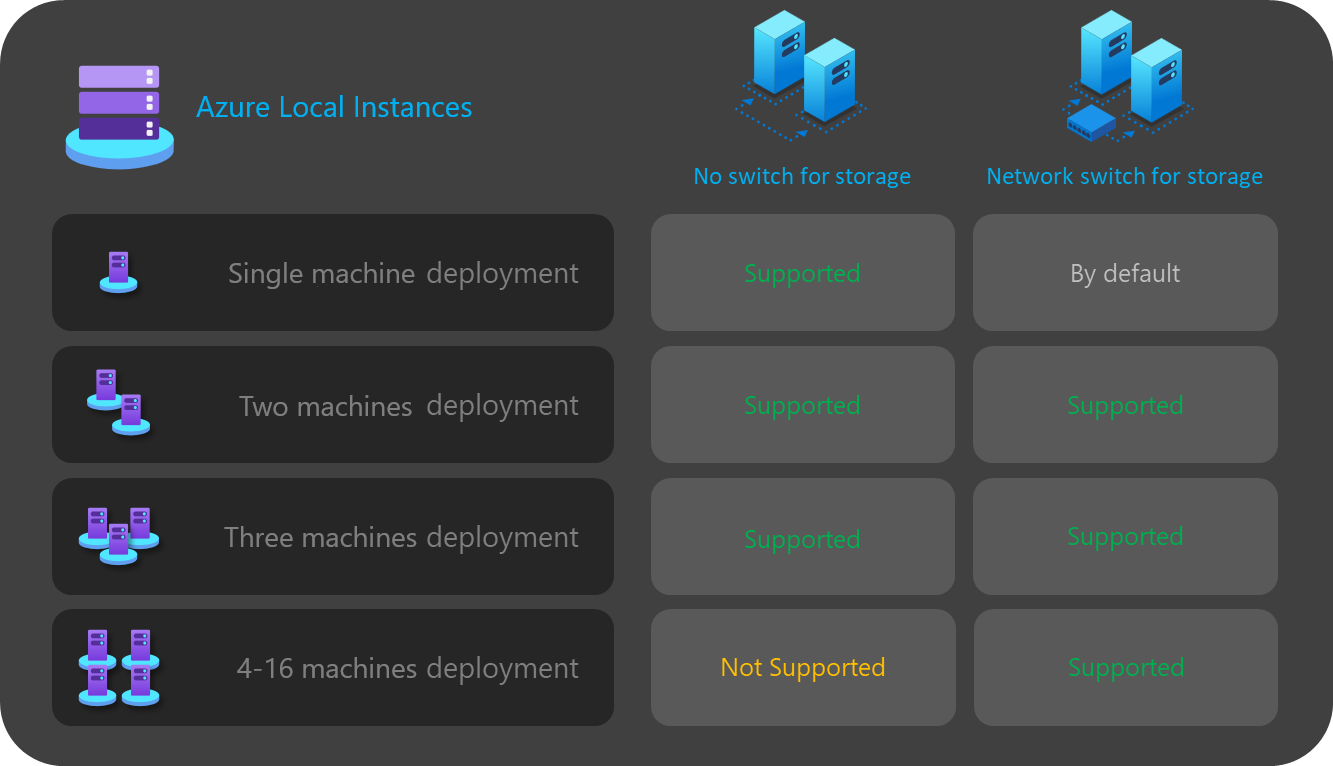 Azure Local Instances
No switch for storage
Network switch for storage
Single machine deployment
Supported
By default
Two machines deployment
Supported
Supported
Three machines deployment
Supported
Supported
4-16 machines deployment
Not Supported
Supported